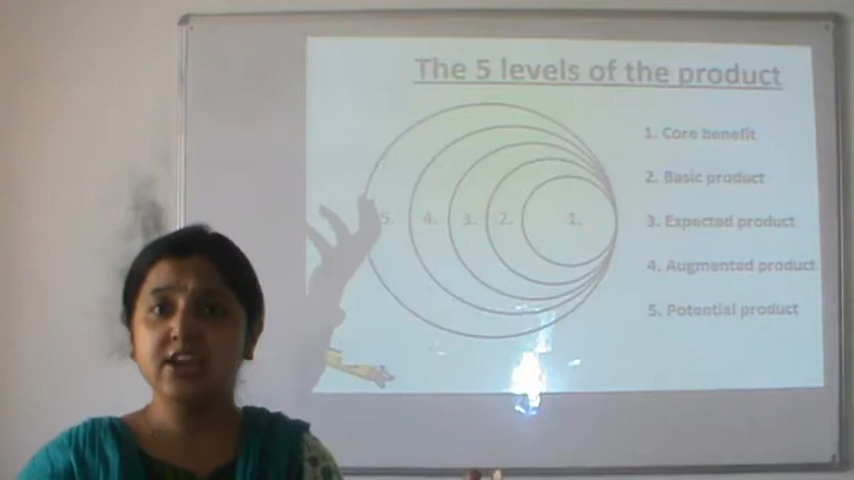 The 5 levels of the product
1. Core benefit
2. Basic product
3. Expected product
4. Augmented product
5. Potential product
5. 4. 3. 2. 1.